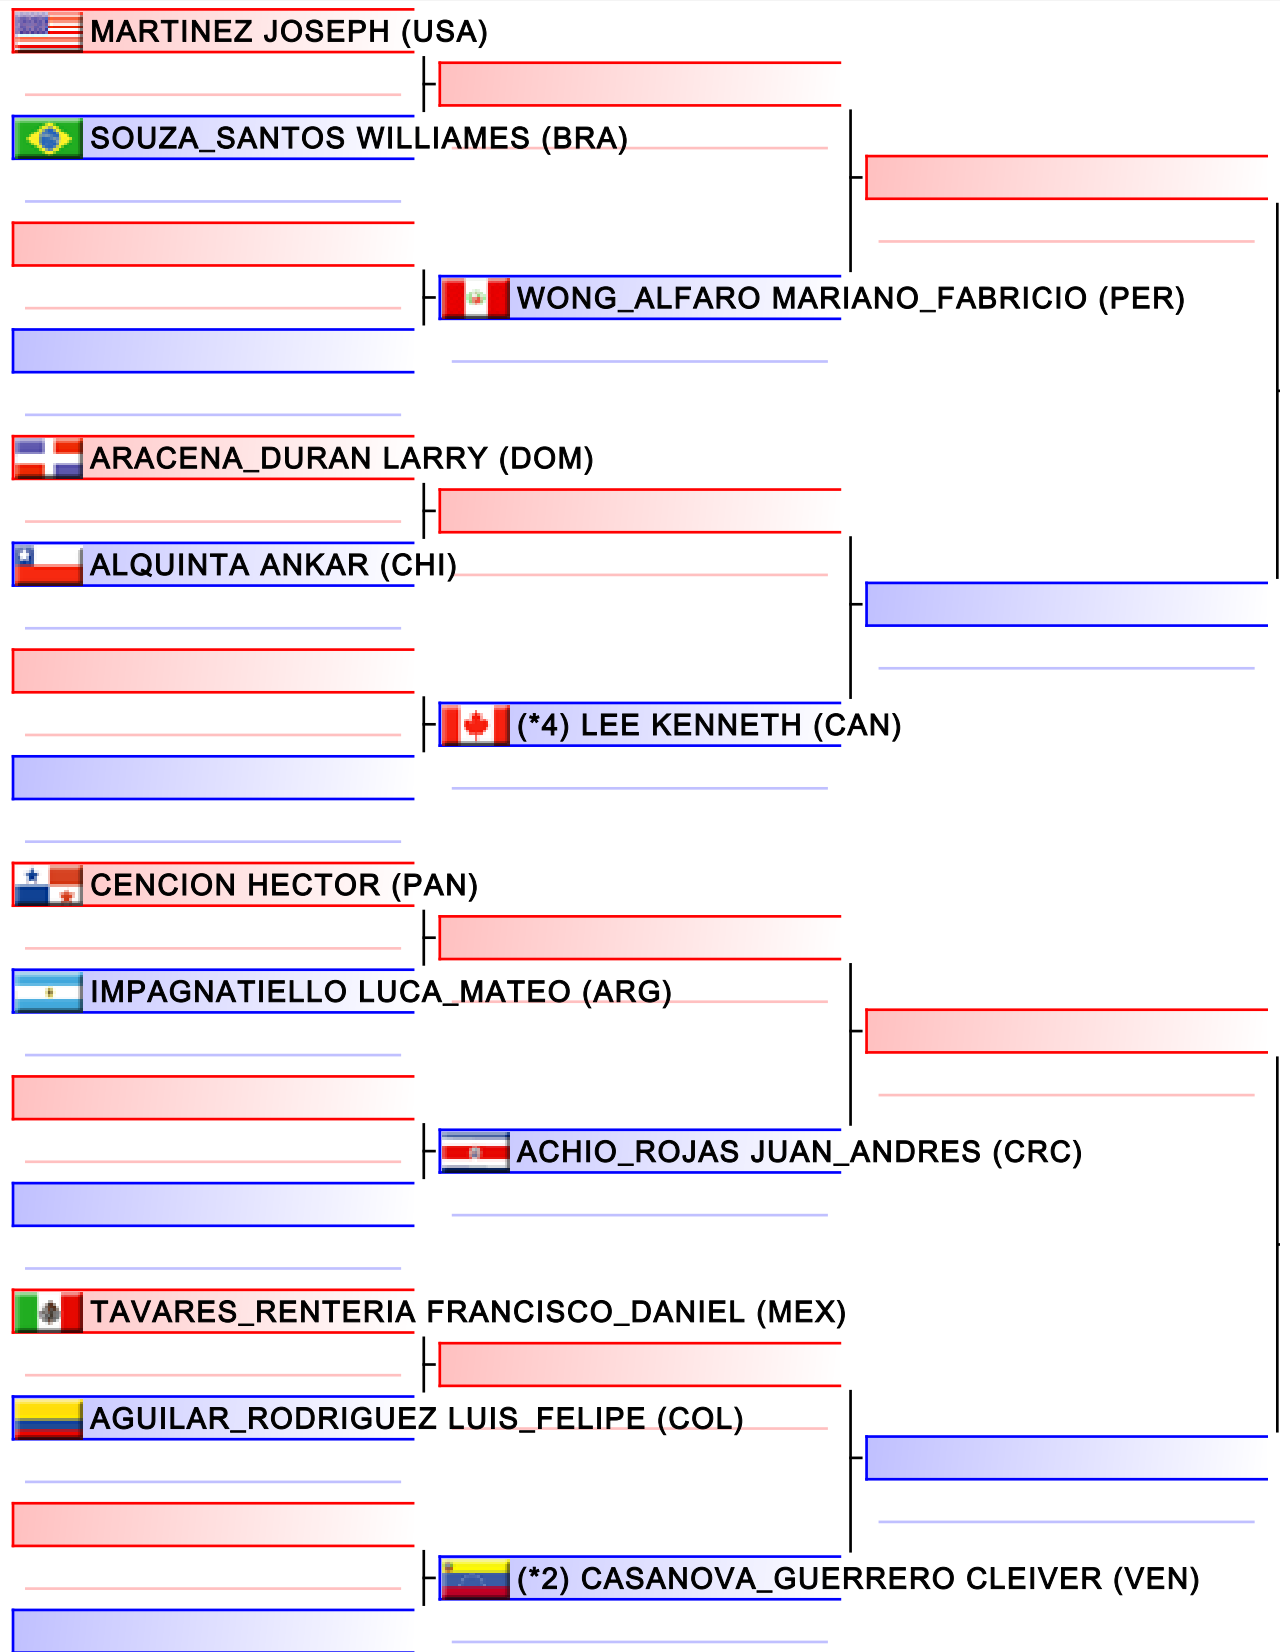 MARTINEZ JOSEPH (USA)
SOUZA_SANTOS WILLIAMES (BRA)
WONG_ALFARO MARIANO_FABRICIO (PER)
ARACENA_DURAN LARRY (DOM)
ALQUINTA ANKAR (CHI)
(*4) LEE KENNETH (CAN)
CENCION HECTOR (PAN)
IMPAGNATIELLO LUCA_MATEO (ARG)
ACHIO_ROJAS JUAN_ANDRES (CRC)
TAVARES_RENTERIA FRANCISCO_DANIEL (MEX)
AGUILAR_RODRIGUEZ LUIS_FELIPE (COL)
(*2) CASANOVA_GUERRERO CLEIVER (VEN)